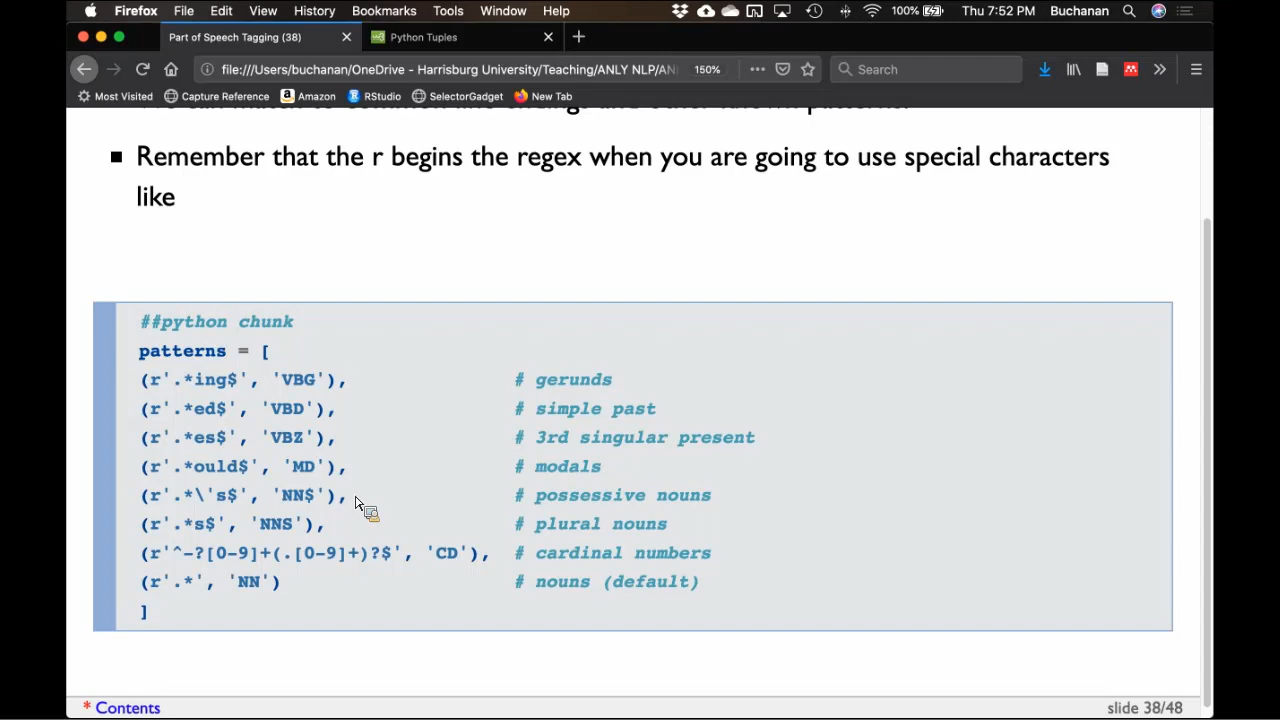 Firefox File Edit View History Bookmarks Tools Window Help 100% Thu 7:52 PM Buchanan
Part of Speech Tagging (38) Python Tuples
file:///Users/buchanan/OneDrive - Harrisburg University/Teaching/ANLY NLP/AN 150% Search
Most Visited Capture Reference Amazon RStudio SelectorGadget New Tab
Remember that the r begins the regex when you are going to use special characters
like
##python chunk
patterns = [
(r'.*ing$', 'VBG'), # gerunds
(r'.*ed$', 'VBD'), # simple past
(r'.*es$', 'VBZ'), # 3rd singular present
(r'.*ould$', 'MD'), # modals
(r'.*\'s$', 'NN$'), # possessive nouns
(r'.*s$', 'NNS'), # plural nouns
(r'^-?[0-9]+(.[0-9]+)?$', 'CD'), # cardinal numbers
(r'.*', 'NN') # nouns (default)
]
* Contents slide 38/48